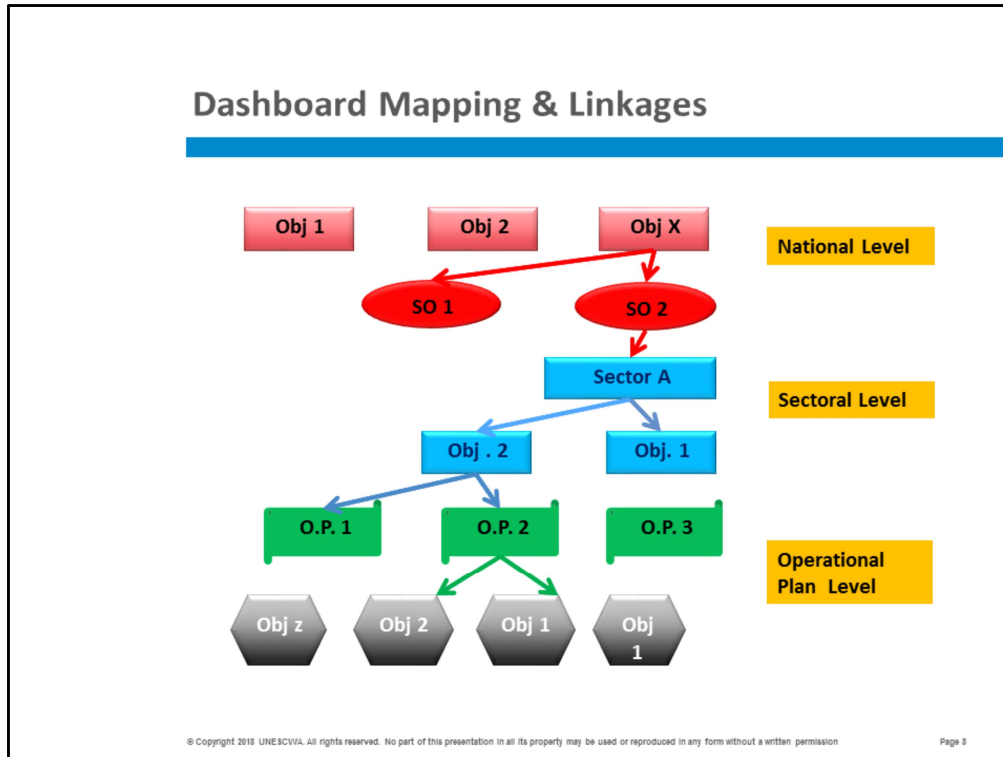 Dashboard Mapping & Linkages
Obj 1
Obj 2
Obj X
National Level
SO 1
SO 2
Sector A
Sectoral Level
Obj . 2
Obj. 1
O.P. 1
O.P. 2
O.P. 3
Operational
Plan Level
Obj z
Obj 2
Obj 1
Obj
1
© Copyright 2018 UNESCWA. All rights reserved. No part of this presentation in all its property may be used or reproduced in any form without a written permission
Page 8